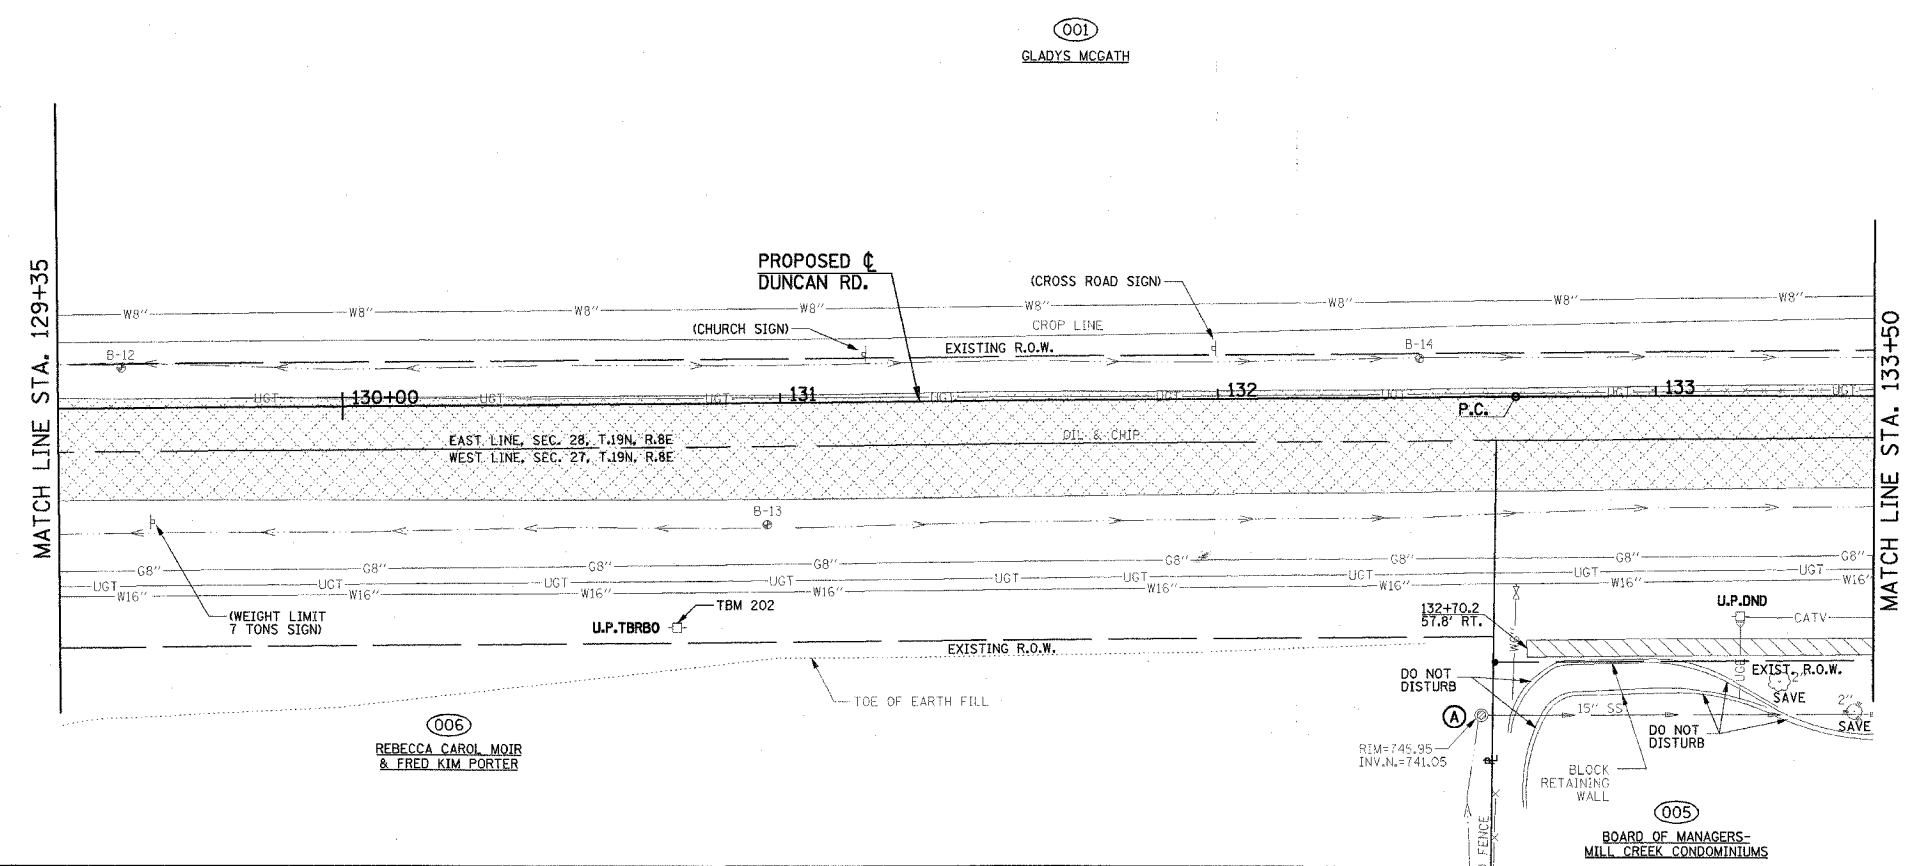 001
GLADYS MCGATH
MATCH LINE STA. 129+35
MATCH LINE STA. 133+50
PROPOSED ℄
DUNCAN RD.
(CROSS ROAD SIGN)
W8" W8" W8" W8" W8" W8" W8" W8"
(CHURCH SIGN)
CROP LINE
EXISTING R.O.W.
B-12
B-14
UGT 130+00 UGT UGT 131 UGT UGT 132 UGT UGT 133 UGT
P.C.
EAST LINE, SEC. 28, T.19N, R.8E
WEST LINE, SEC. 27, T.19N, R.8E
OIL & CHIP
B-13
G8" G8" G8" G8" G8" G8" G8" G8"
UGT UGT UGT UGT UGT UGT UGT UGT UGT
W16" W16" W16" W16" W16" W16" W16" W16" W16"
(WEIGHT LIMIT
7 TONS SIGN)
U.P.TBRBO
TBM 202
132+70.2
57.8' RT.
U.P.DND
CATV
EXISTING R.O.W.
EXIST. R.O.W.
UGE
TOE OF EARTH FILL
DO NOT
DISTURB
2"
SAVE
2"
SAVE
A
15" SS
DO NOT
DISTURB
RIM=745.95
INV.N.=741.05
BLOCK
RETAINING
WALL
FENCE
006
REBECCA CAROL MOIR
& FRED KIM PORTER
005
BOARD OF MANAGERS-
MILL CREEK CONDOMINIUMS